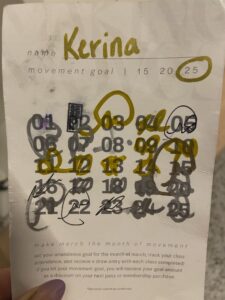 name Kerina
movement goal | 15 20 25
01 02 03 04 05
06 07 08 09 10
11 12 13 14 15
16 17 18 19 20
21 22 23 24 25
make march the month of movement
set your attendance goal for the month of march, track your class
attendance, and receive a draw entry with each class completed!
if you hit your movement goal, you will receive your goal amount
as a discount on your next pass or membership purchase.